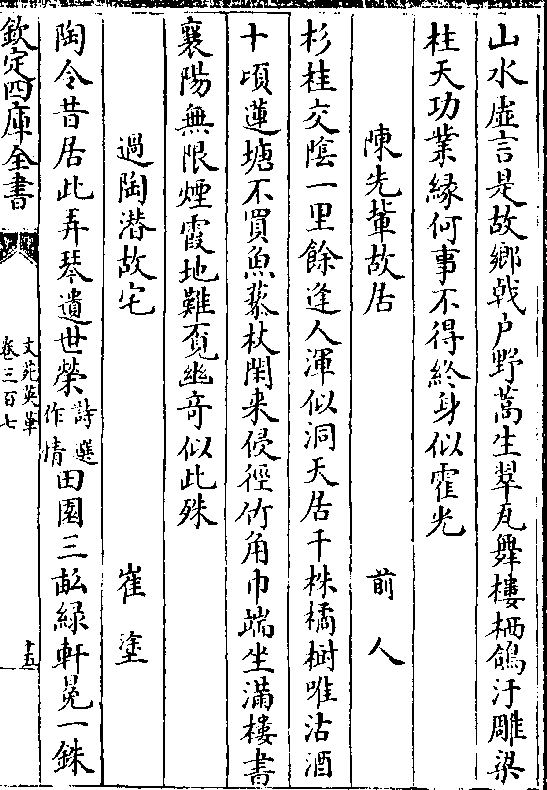 山水虚言是故鄉戟户野蒿生翠瓦舞樓栖鴿汙雕梁
柱天功業縁何事不得終身似霍光
陳先軰故居 前人
杉桂交隂一里餘逢人渾似洞天居千株橘樹唯沽酒
十頃蓮塘不買魚藜杖閑来侵徑竹角巾端坐滿樓書
襄陽無限煙霞地難覓幽竒似此殊
過陶潜故宅 崔塗
陶令昔居此弄琴遺世榮詩選作情田園三畝緑軒冕一銖
欽定四庫全書
文苑英華
卷三百七
十五